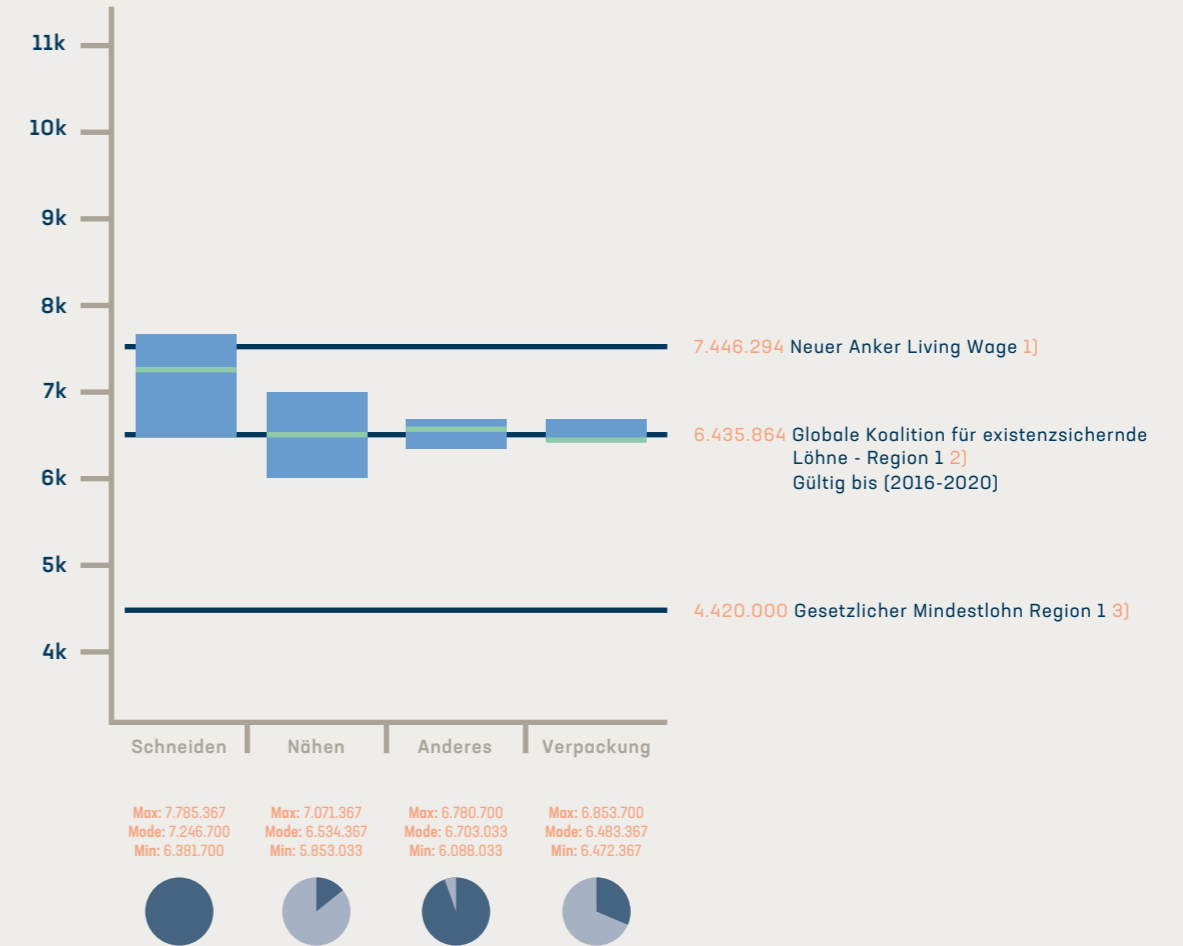 11k
10k
9k
8k
7k
6k
5k
4k
7.446.294 Neuer Anker Living Wage 1)
6.435.864 Globale Koalition für existenzsichernde
Löhne - Region 1 2)
Gültig bis (2016-2020)
4.420.000 Gesetzlicher Mindestlohn Region 1 3)
Schneiden Nähen Anderes Verpackung
Max: 7.785.367 Max: 7.071.367 Max: 6.780.700 Max: 6.853.700
Mode: 7.246.700 Mode: 6.534.367 Mode: 6.703.033 Mode: 6.483.367
Min: 6.381.700 Min: 5.853.033 Min: 6.088.033 Min: 6.472.367